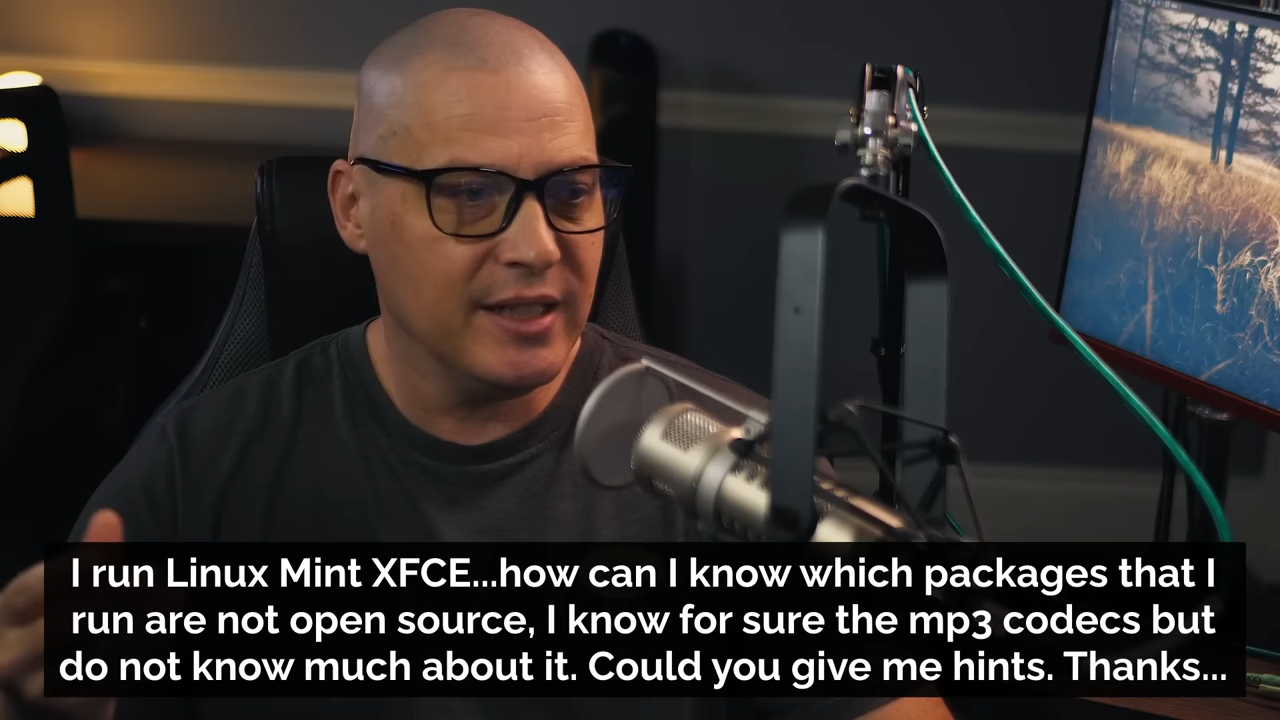 I run Linux Mint XFCE...how can I know which packages that I
run are not open source, I know for sure the mp3 codecs but
do not know much about it. Could you give me hints. Thanks...